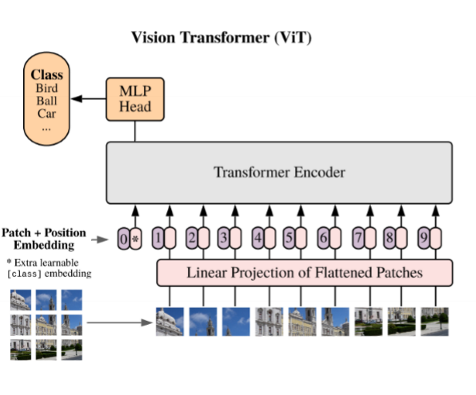 Vision Transformer (ViT)
Class
Bird
Ball
Car
...
MLP
Head
Transformer Encoder
Patch + Position
Embedding
0 * 1 2 3 4 5 6 7 8 9
* Extra learnable
[class] embedding
Linear Projection of Flattened Patches